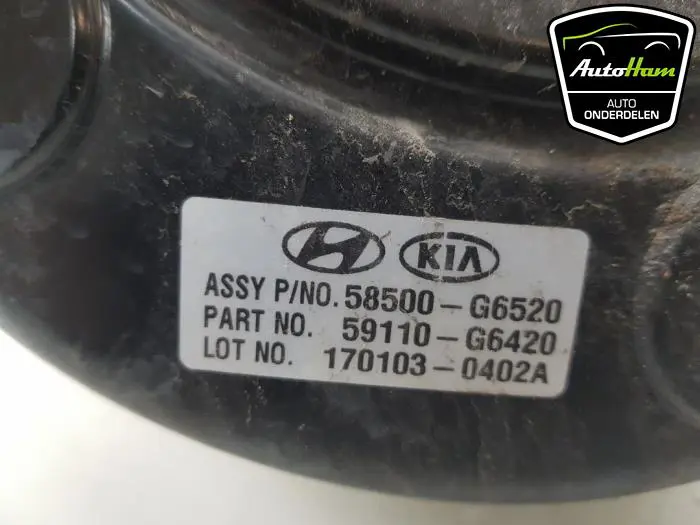 AutoHam
AUTO
ONDERDELEN
KIA
ASSY P/NO. 58500-G6520
PART NO. 59110-G6420
LOT NO. 170103-0402A